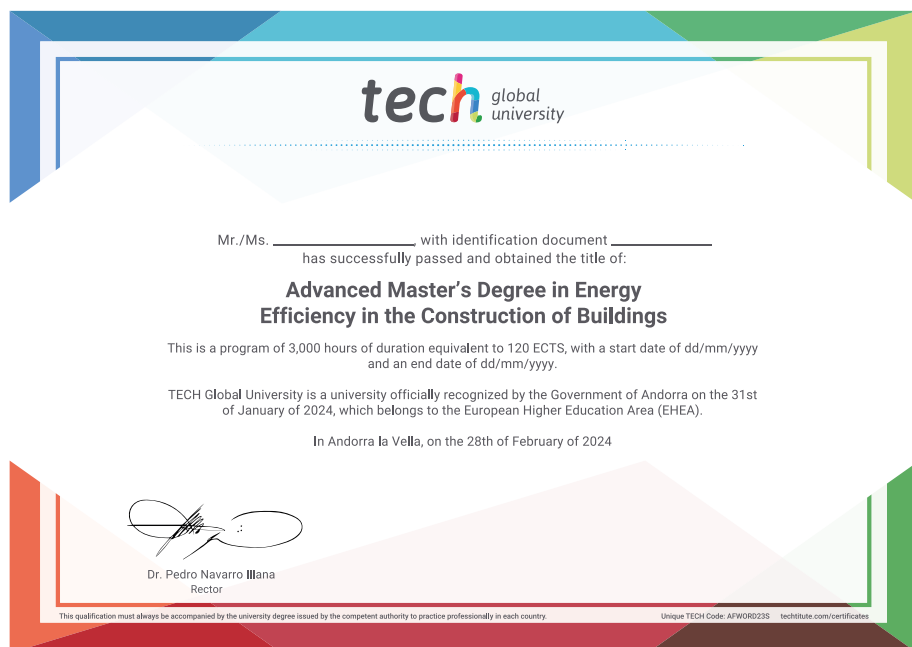 tech global
university
Mr./Ms. ____________, with identification document ____________
has successfully passed and obtained the title of:
Advanced Master's Degree in Energy
Efficiency in the Construction of Buildings
This is a program of 3,000 hours of duration equivalent to 120 ECTS, with a start date of dd/mm/yyyy
and an end date of dd/mm/yyyy.
TECH Global University is a university officially recognized by the Government of Andorra on the 31st
of January of 2024, which belongs to the European Higher Education Area (EHEA).
In Andorra la Vella, on the 28th of February of 2024
Dr. Pedro Navarro Illana
Rector
This qualification must always be accompanied by the university degree issued by the competent authority to practice professionally in each country.
Unique TECH Code: AFWORD23S techtitute.com/certificates